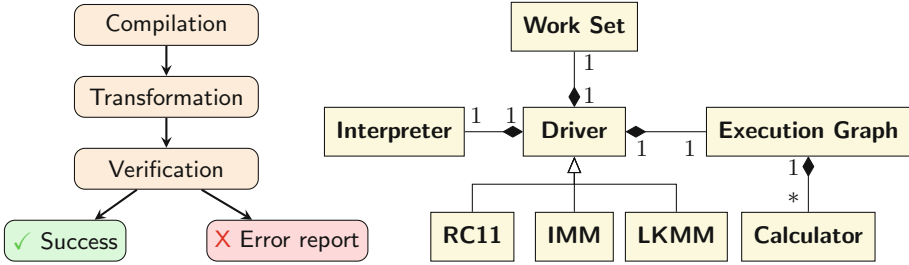 Compilation
Transformation
Verification
✓ Success
X Error report
Work Set
1
1
Interpreter
1
1
Driver
1
1
Execution Graph
1
*
RC11
IMM
LKMM
Calculator